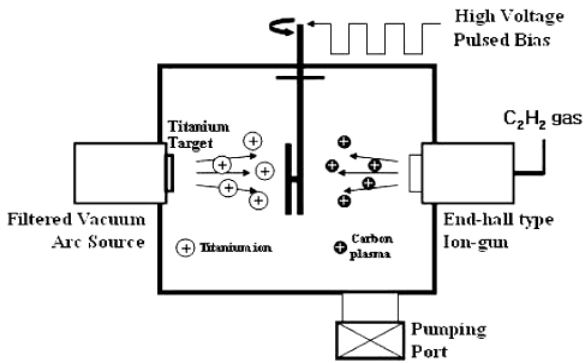 High Voltage
Pulsed Bias
C₂H₂ gas
Titanium
Target
Filtered Vacuum
Arc Source
End-hall type
Ion-gun
Titanium ion
Carbon
plasma
Pumping
Port